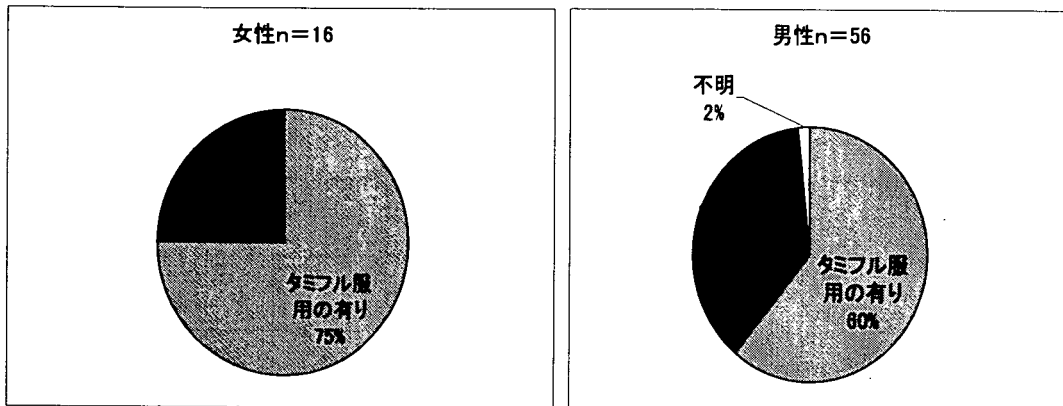 女性n=16
タミフル服
用の有り
75%
男性n=56
不明
2%
タミフル服
用の有り
60%